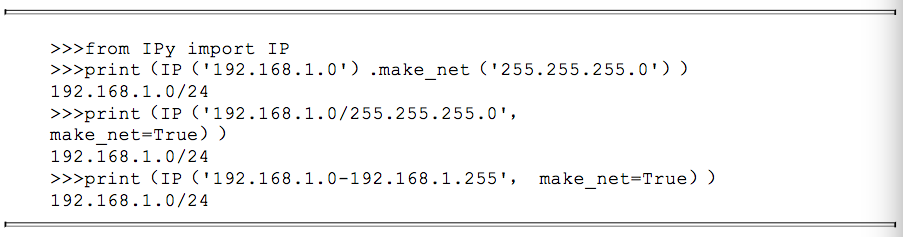 >>>from IPy import IP
>>>print（IP（'192.168.1.0'）.make_net（'255.255.255.0'））
192.168.1.0/24
>>>print（IP（'192.168.1.0/255.255.255.0'，
make_net=True））
192.168.1.0/24
>>>print（IP（'192.168.1.0-192.168.1.255'， make_net=True））
192.168.1.0/24